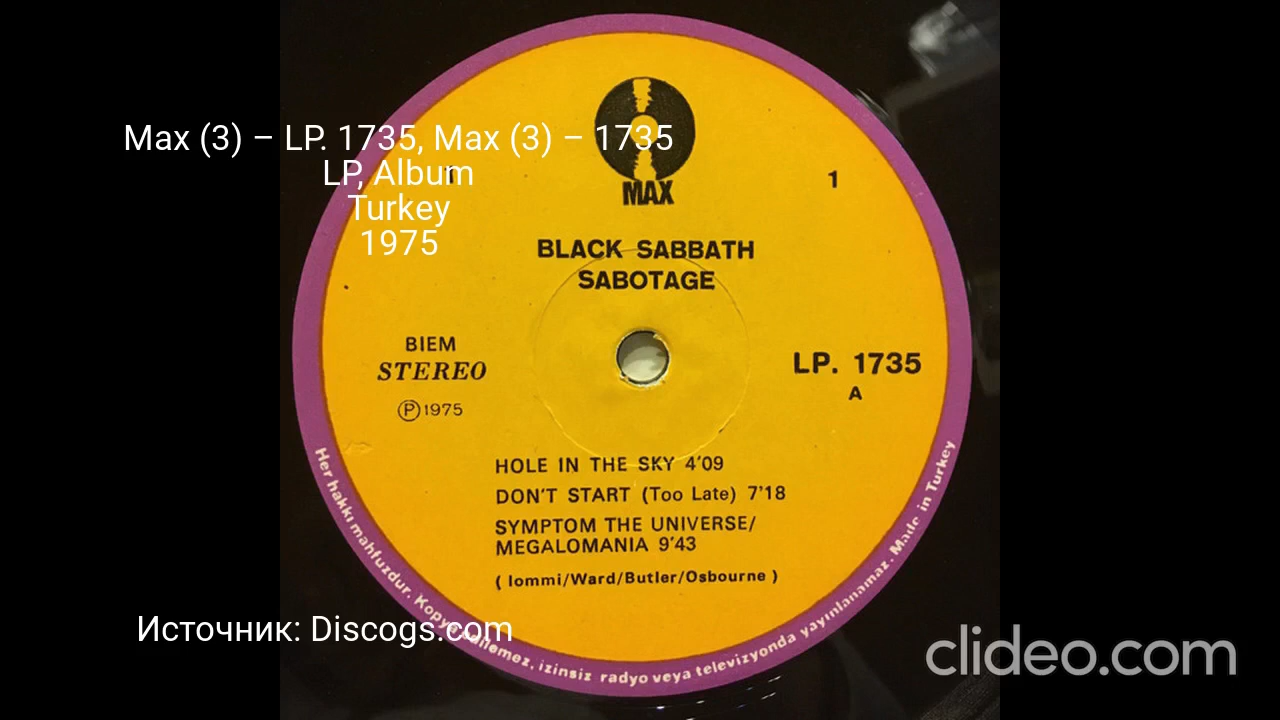 Max (3) – LP. 1735, Max (3) – 1735
LP, Album
Turkey
1975
MAX
1
1
BLACK SABBATH
SABOTAGE
BIEM
STEREO
Ⓟ 1975
LP. 1735
A
HOLE IN THE SKY 4'09
DON'T START (Too Late) 7'18
SYMPTOM THE UNIVERSE/
MEGALOMANIA 9'43
( Iommi/Ward/Butler/Osbourne )
Her hakkı mahfuzdur. Kopya edilemez, izinsiz radyo veya televizyonda yayınlanamaz. Made in Turkey
Источник: Discogs.com
clideo.com